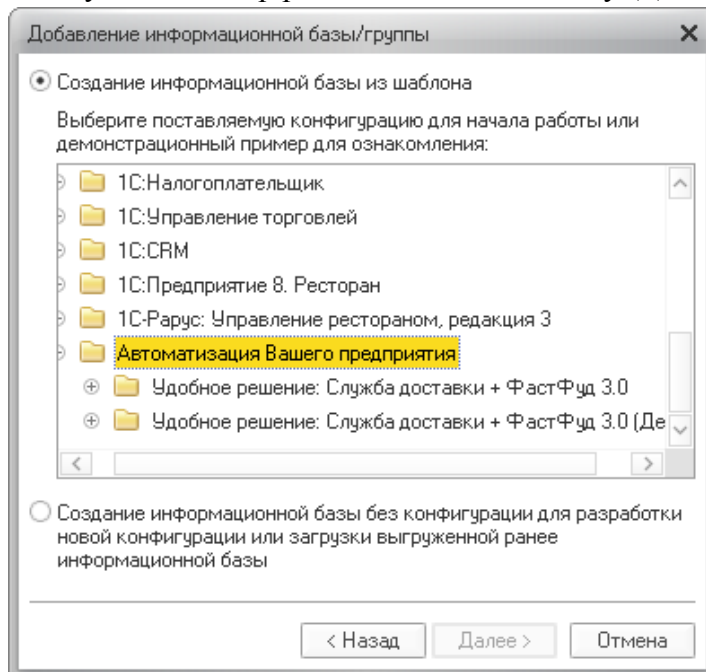 Добавление информационной базы/группы
Создание информационной базы из шаблона
Выберите поставляемую конфигурацию для начала работы или
демонстрационный пример для ознакомления:
1С:Налогоплательщик
1С:Управление торговлей
1С:CRM
1С:Предприятие 8. Ресторан
1С-Рарус: Управление рестораном, редакция 3
Автоматизация Вашего предприятия
Удобное решение: Служба доставки + ФастФуд 3.0
Удобное решение: Служба доставки + ФастФуд 3.0 (Де
Создание информационной базы без конфигурации для разработки
новой конфигурации или загрузки выгруженной ранее
информационной базы
< Назад Далее > Отмена